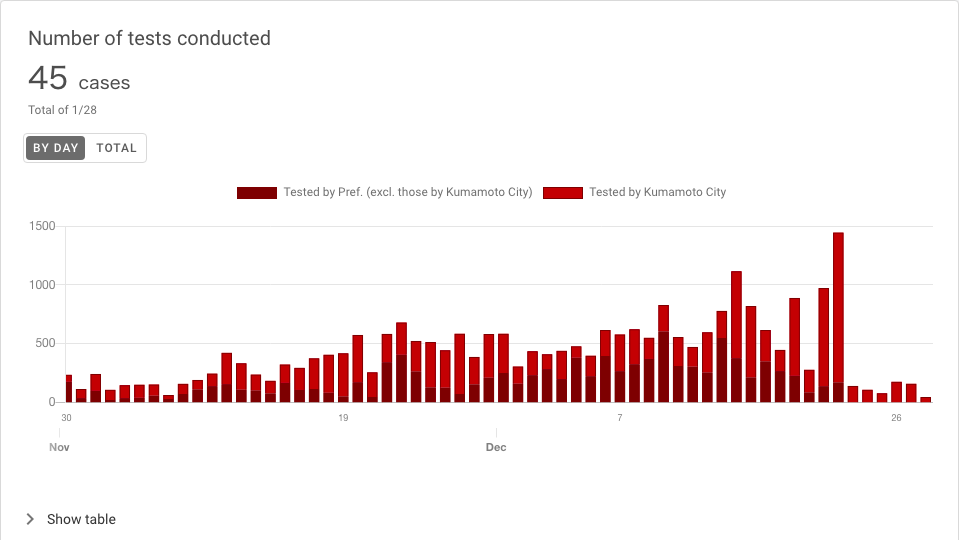 Number of tests conducted
45 cases
Total of 1/28
BY DAY TOTAL
Tested by Pref. (excl. those by Kumamoto City) Tested by Kumamoto City
1500
1000
500
0
30 19 7 26
Nov Dec
Show table